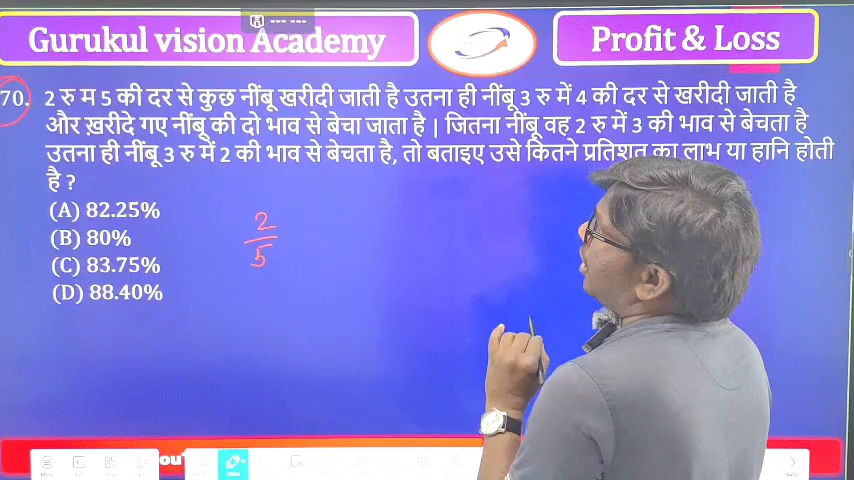 Gurukul vision Academy
Profit & Loss
70. 2 रु म 5 की दर से कुछ नींबू खरीदी जाती है उतना ही नींबू 3 रु में 4 की दर से खरीदी जाती है
और ख़रीदे गए नींबू की दो भाव से बेचा जाता है | जितना नींबू वह 2 रु में 3 की भाव से बेचता है
उतना ही नींबू 3 रु में 2 की भाव से बेचता है, तो बताइए उसे कितने प्रतिशत का लाभ या हानि होती
है ?
(A) 82.25%
(B) 80%
(C) 83.75%
(D) 88.40%
2
5